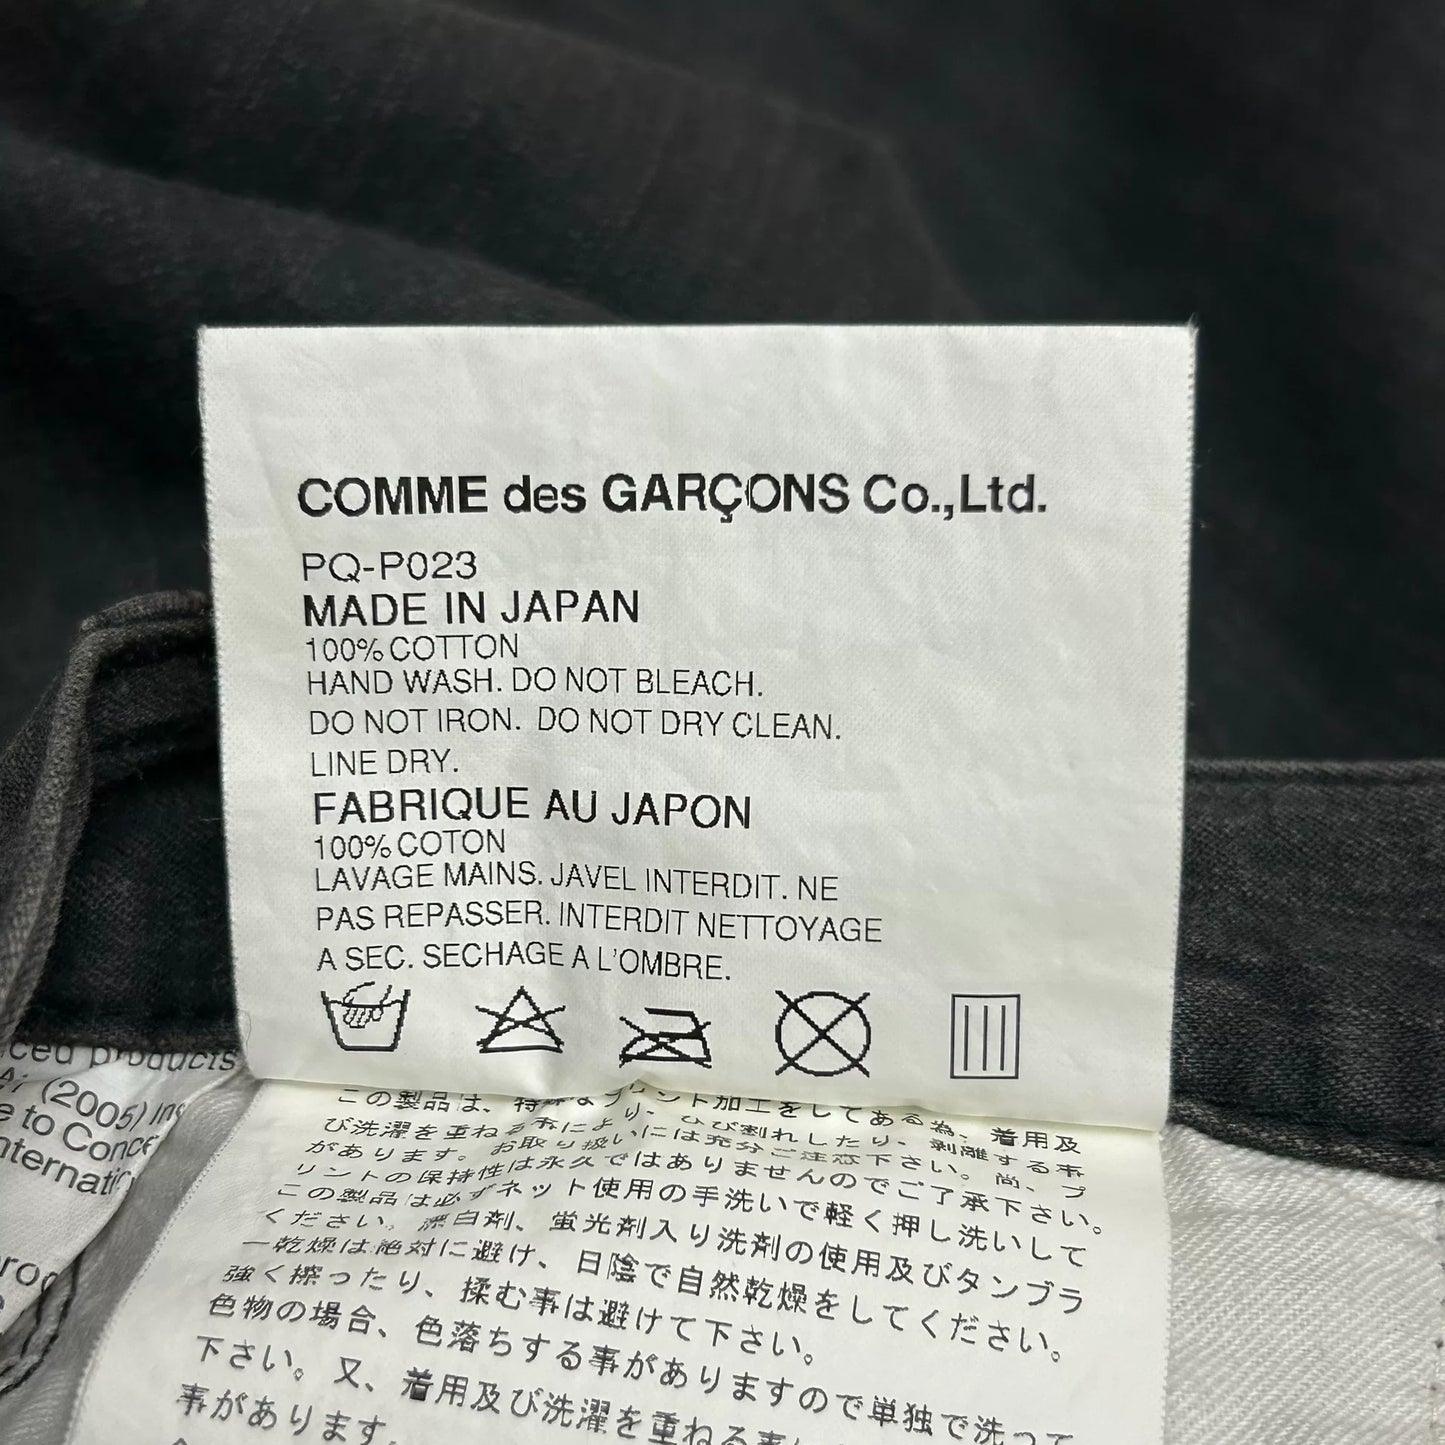 COMME des GARÇONS Co.,Ltd.
PQ-P023
MADE IN JAPAN
100% COTTON
HAND WASH. DO NOT BLEACH.
DO NOT IRON. DO NOT DRY CLEAN.
LINE DRY.
FABRIQUE AU JAPON
100% COTON
LAVAGE MAINS. JAVEL INTERDIT. NE
PAS REPASSER. INTERDIT NETTOYAGE
A SEC. SECHAGE A L'OMBRE.
この製品は、特殊なプリント加工をしてある為、着用及
び洗濯を重ねる事により、ひび割れしたり、剥離する事
があります。お取り扱いには充分ご注意下さい。尚、プ
リントの保持性は永久ではありませんのでご了承下さい。
この製品は必ずネット使用の手洗いで軽く押し洗いして
ください。漂白剤、蛍光剤入り洗剤の使用及びタンブラ
ー乾燥は絶対に避け、日陰で自然乾燥をしてください。
強く擦ったり、揉む事は避けて下さい。
色物の場合、色落ちする事がありますので単独で洗って
下さい。又、着用及び洗濯を重ねる事に
事があります。
products
(2005)
to